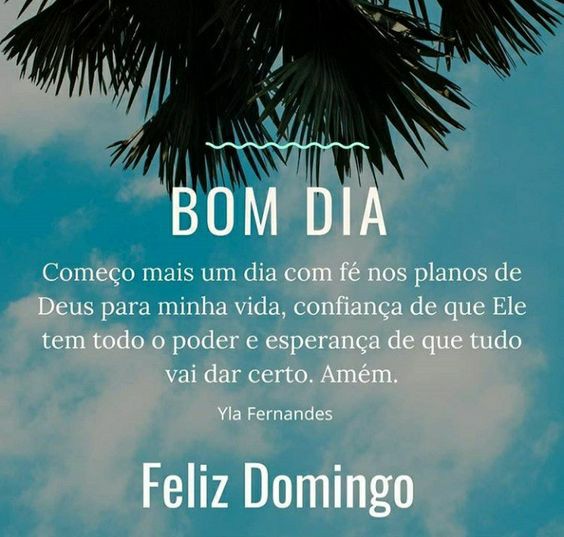 BOM DIA
Começo mais um dia com fé nos planos de
Deus para minha vida, confiança de que Ele
tem todo o poder e esperança de que tudo
vai dar certo. Amém.
Yla Fernandes
Feliz Domingo